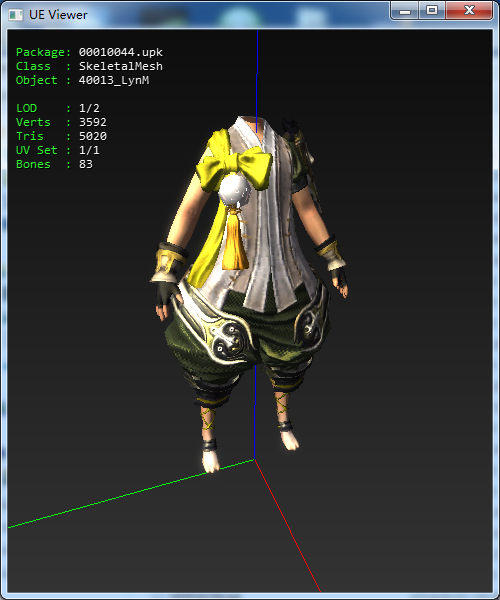 UE Viewer
Package: 00010044.upk
Class  : SkeletalMesh
Object : 40013_LynM
LOD    : 1/2
Verts  : 3592
Tris   : 5020
UV Set : 1/1
Bones  : 83